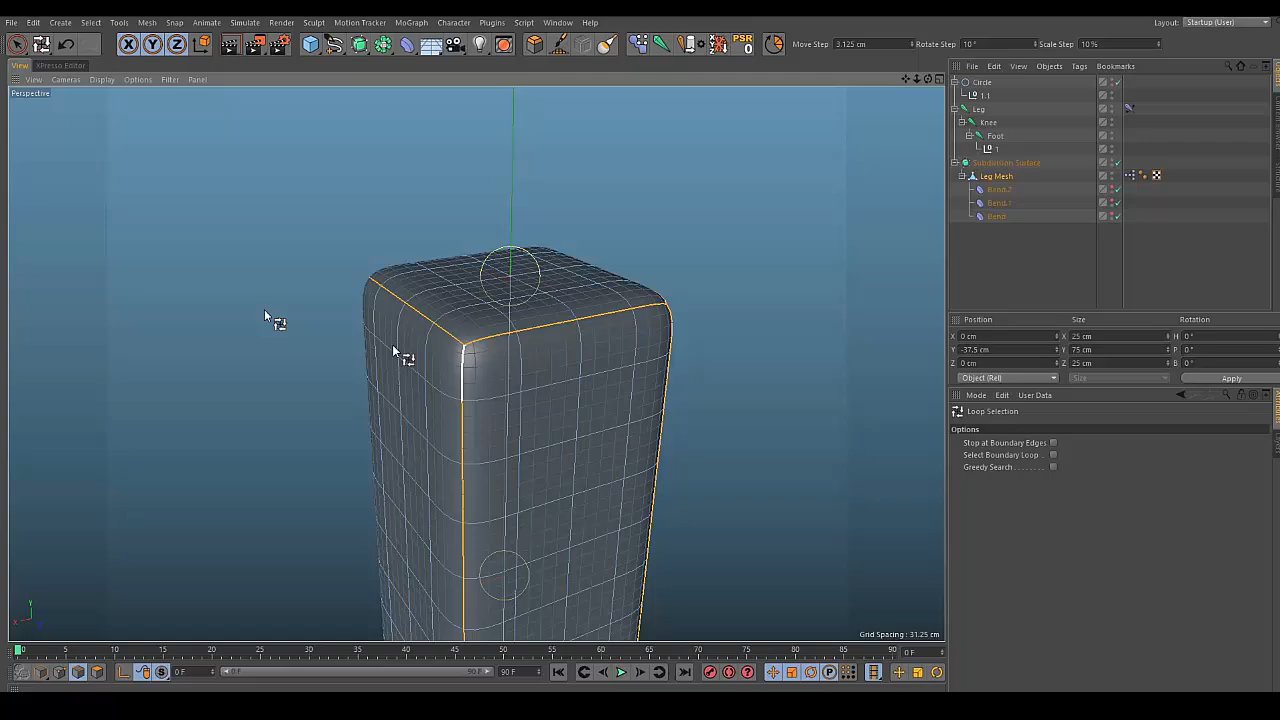 File Edit Create Select Tools Mesh Snap Animate Simulate Render Sculpt Motion Tracker MoGraph Character Plugins Script Window Help Layout: Startup (User)
X Y Z PSR 0 Move Step 3.125 cm Rotate Step 10 ° Scale Step 10 %
View XPresso Editor File Edit View Objects Tags Bookmarks
View Cameras Display Options Filter Panel
Perspective
Circle
1.1
Leg
Knee
Foot
1
Subdivision Surface
Leg Mesh
Bend.2
Bend.1
Bend
Position Size Rotation
X 0 cm X 25 cm H 0 °
Y -37.5 cm Y 75 cm P 0 °
Z 0 cm Z 25 cm B 0 °
Object (Rel) Size Apply
Mode Edit User Data
Loop Selection
Options
Stop at Boundary Edges
Select Boundary Loop . .
Greedy Search . . . . . . . .
Y
X
Grid Spacing : 31.25 cm
0 5 10 15 20 25 30 35 40 45 50 55 60 65 70 75 80 85 90 0 F
S 0 F 0 F 90 F 90 F P